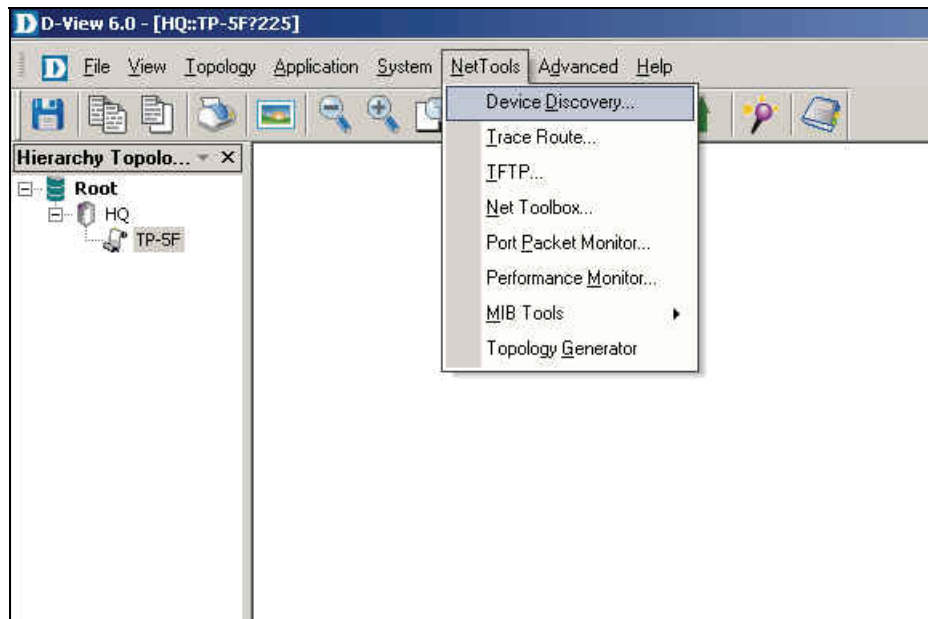 D D-View 6.0 - [HQ::TP-5F?225]
D File View Topology Application System NetTools Advanced Help
Device Discovery...
Trace Route...
TFTP...
Net Toolbox...
Port Packet Monitor...
Performance Monitor...
MIB Tools
Topology Generator
Hierarchy Topolo...
Root
HQ
TP-5F